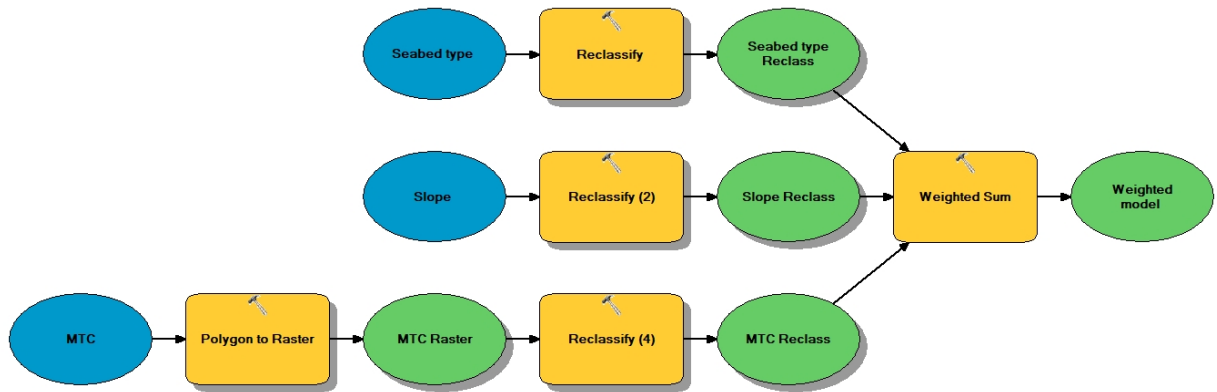 Seabed type
Reclassify
Seabed type
Reclass
Slope
Reclassify (2)
Slope Reclass
Weighted Sum
Weighted
model
MTC
Polygon to Raster
MTC Raster
Reclassify (4)
MTC Reclass